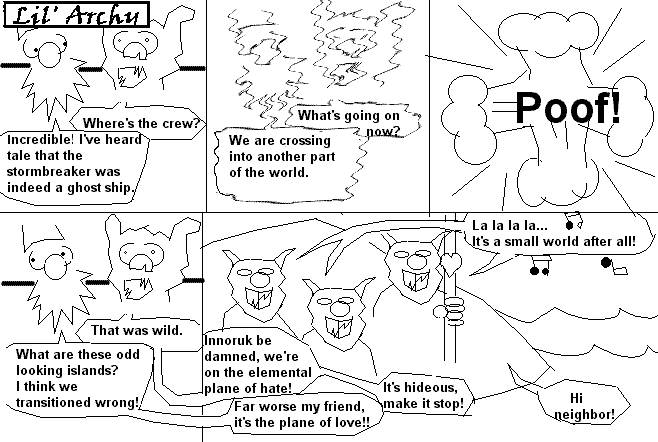 Lil' Archy
Where's the crew?
Incredible! I've heard
tale that the
stormbreaker was
indeed a ghost ship.
What's going on
now?
We are crossing
into another part
of the world.
Poof!
That was wild.
What are these odd
looking islands?
I think we
transitioned wrong!
La la la la...
It's a small world after all!
Innoruk be
damned, we're
on the elemental
plane of hate!
Far worse my friend,
it's the plane of love!!
It's hideous,
make it stop!
Hi
neighbor!